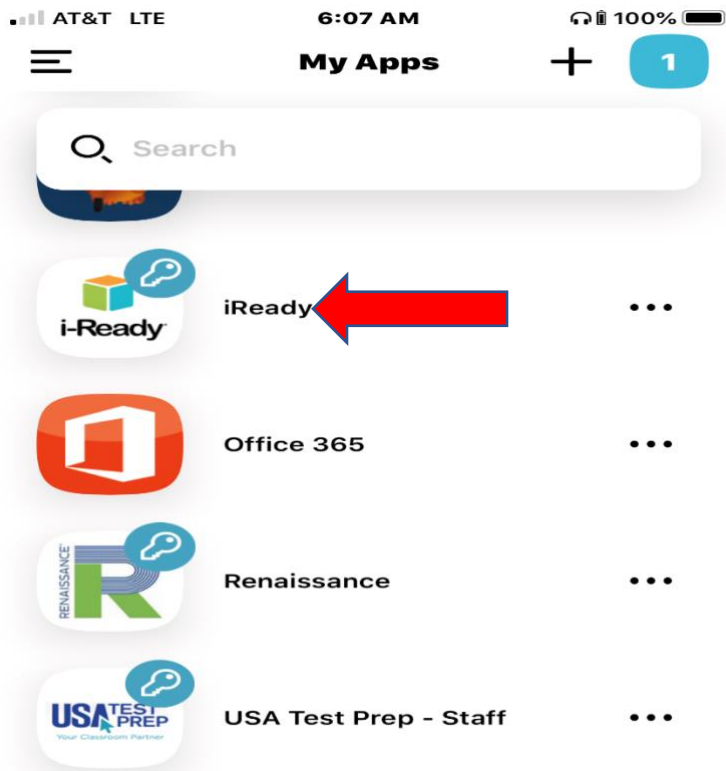 AT&T LTE 6:07 AM 100%
My Apps 1
Search
i-Ready
iReady
Office 365
RENAISSANCE
Renaissance
USA TEST PREP
Your Classroom Partner
USA Test Prep - Staff